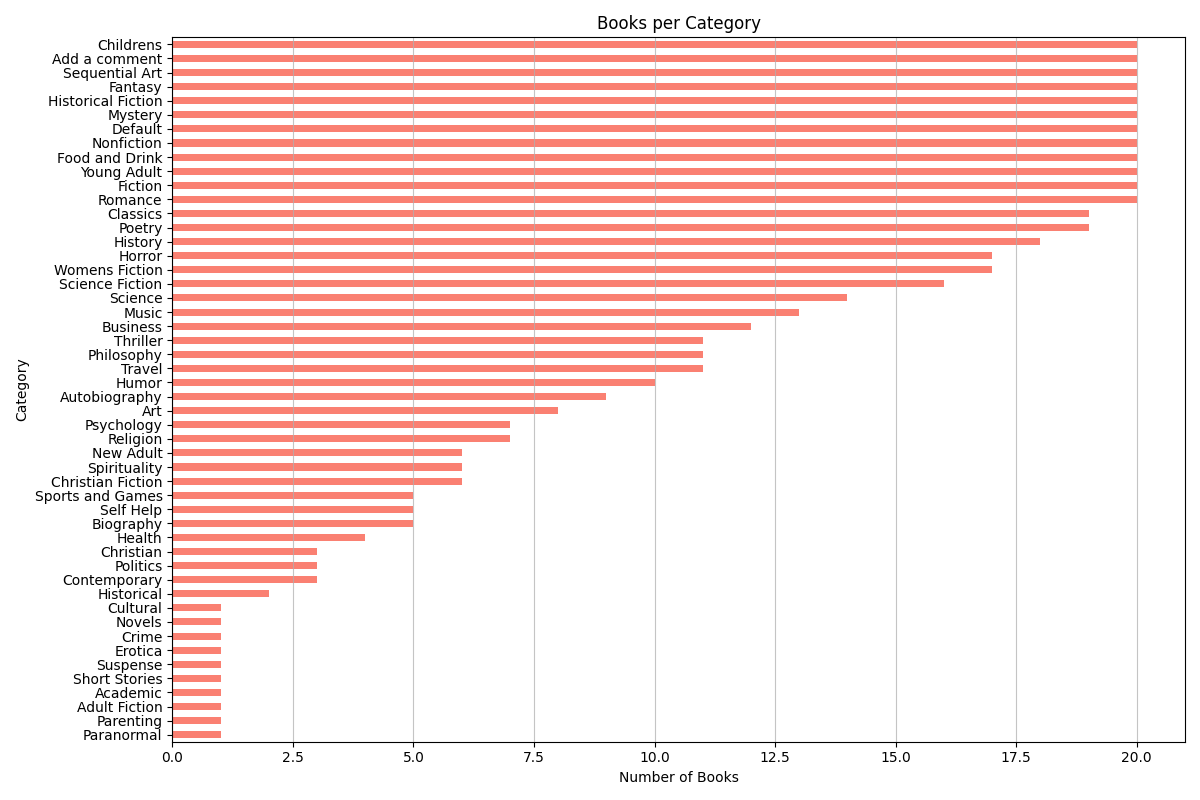 Books per Category
Childrens
Add a comment
Sequential Art
Fantasy
Historical Fiction
Mystery
Default
Nonfiction
Food and Drink
Young Adult
Fiction
Romance
Classics
Poetry
History
Horror
Womens Fiction
Science Fiction
Science
Music
Business
Thriller
Philosophy
Travel
Humor
Autobiography
Art
Psychology
Religion
New Adult
Spirituality
Christian Fiction
Sports and Games
Self Help
Biography
Health
Christian
Politics
Contemporary
Historical
Cultural
Novels
Crime
Erotica
Suspense
Short Stories
Academic
Adult Fiction
Parenting
Paranormal
Category
0.0 2.5 5.0 7.5 10.0 12.5 15.0 17.5 20.0
Number of Books